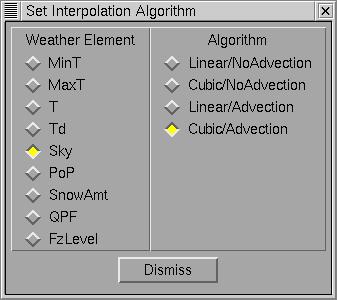 Set Interpolation Algorithm
Weather Element
MinT
MaxT
T
Td
Sky
PoP
SnowAmt
QPF
FzLevel
Algorithm
Linear/NoAdvection
Cubic/NoAdvection
Linear/Advection
Cubic/Advection
Dismiss